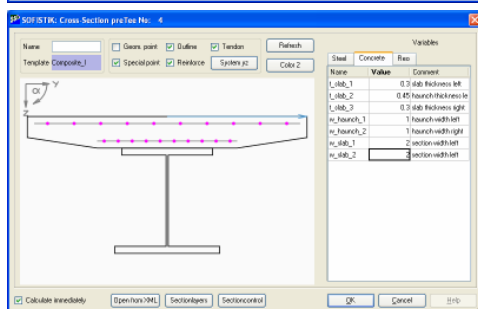 SOFiSTiK: Cross-Section preTee No: 4
Name
Template Composite_I
Geom. point
Outline
Tendon
Refresh
Special point
Reinforce
System yz
Color 2
Variables
Steel Concrete Reo
Name Value Comment
t_slab_1 0.3 slab thickness left
t_slab_2 0.45 haunch thickness le
t_slab_3 0.3 slab thickness right
w_haunch_1 1 haunch width left
w_haunch_2 1 haunch width right
w_slab_1 2 section width left
w_slab_2 2 section width left
α Y
Z
Calculate immediately
Open from XML
Sectionlayers
Sectioncontrol
OK
Cancel
Help